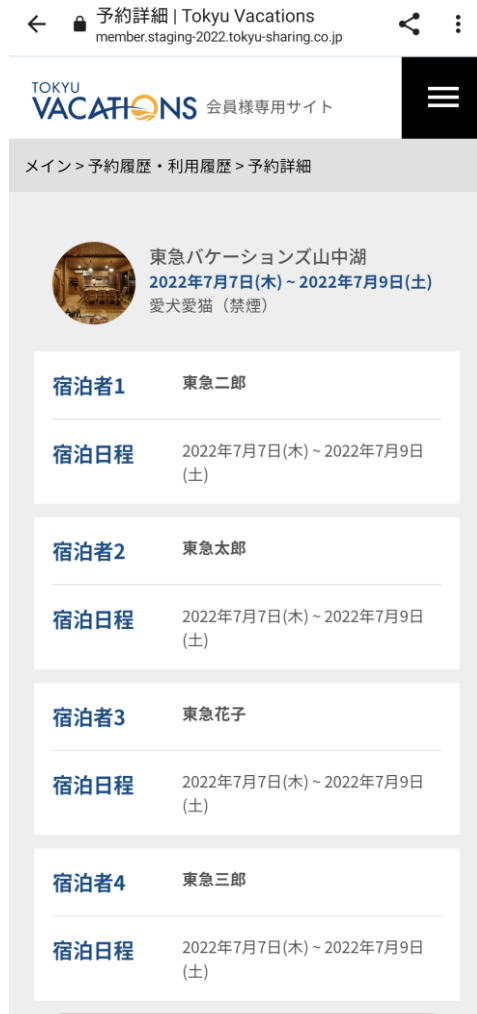 予約詳細 | Tokyu Vacations
member.staging-2022.tokyu-sharing.co.jp
TOKYU
VACATIONS 会員様専用サイト
メイン > 予約履歴・利用履歴 > 予約詳細
東急バケーションズ山中湖
2022年7月7日(木) ~ 2022年7月9日(土)
愛犬愛猫（禁煙）
宿泊者1 東急二郎
宿泊日程 2022年7月7日(木) ~ 2022年7月9日
(土)
宿泊者2 東急太郎
宿泊日程 2022年7月7日(木) ~ 2022年7月9日
(土)
宿泊者3 東急花子
宿泊日程 2022年7月7日(木) ~ 2022年7月9日
(土)
宿泊者4 東急三郎
宿泊日程 2022年7月7日(木) ~ 2022年7月9日
(土)